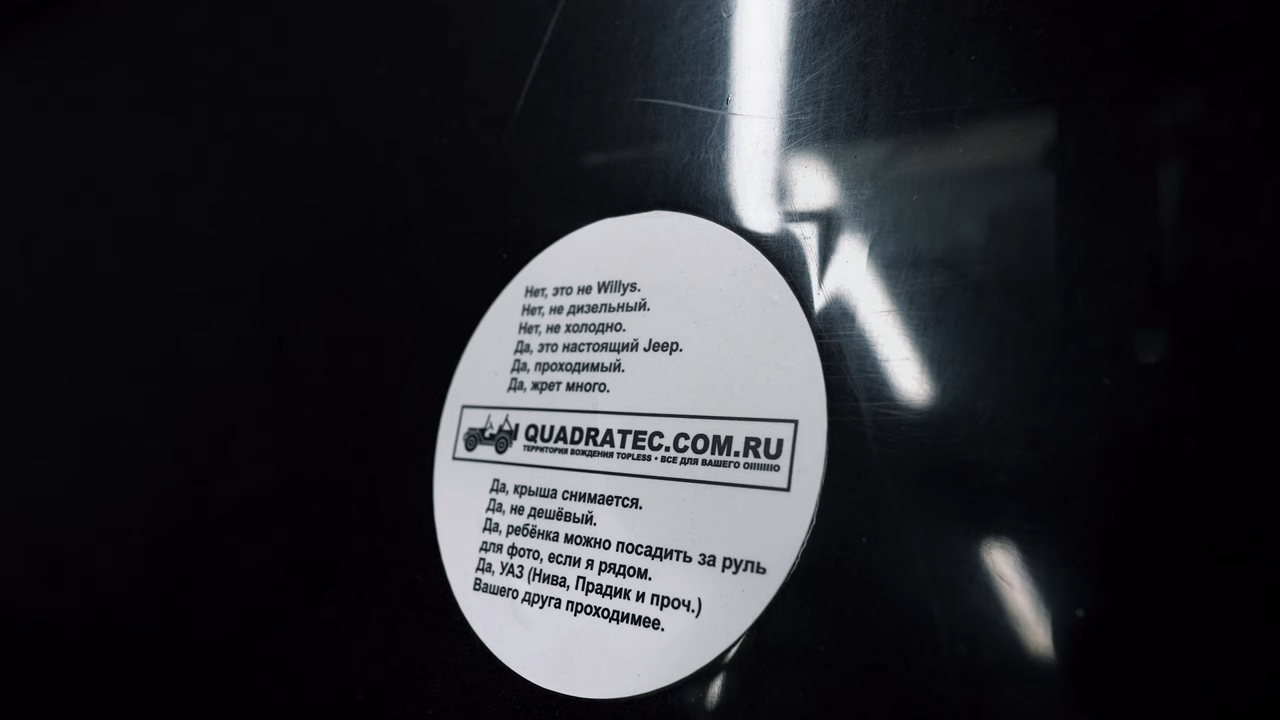 Нет, это не Willys.
Нет, не дизельный.
Нет, не холодно.
Да, это настоящий Jeep.
Да, проходимый.
Да, жрет много.
QUADRATEC.COM.RU
ТЕРРИТОРИЯ ВОЖДЕНИЯ TOPLESS • ВСЕ ДЛЯ ВАШЕГО OIIIIIIIO
Да, крыша снимается.
Да, не дешёвый.
Да, ребёнка можно посадить за руль
для фото, если я рядом.
Да, УАЗ (Нива, Прадик и проч.)
Вашего друга проходимее.